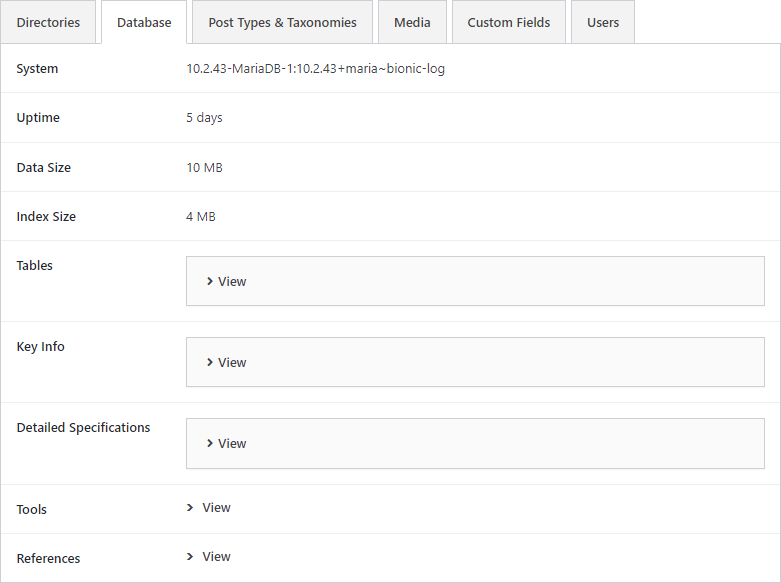 Directories Database Post Types & Taxonomies Media Custom Fields Users
System 10.2.43-MariaDB-1:10.2.43+maria~bionic-log
Uptime 5 days
Data Size 10 MB
Index Size 4 MB
Tables
View
Key Info
View
Detailed Specifications
View
Tools View
References View